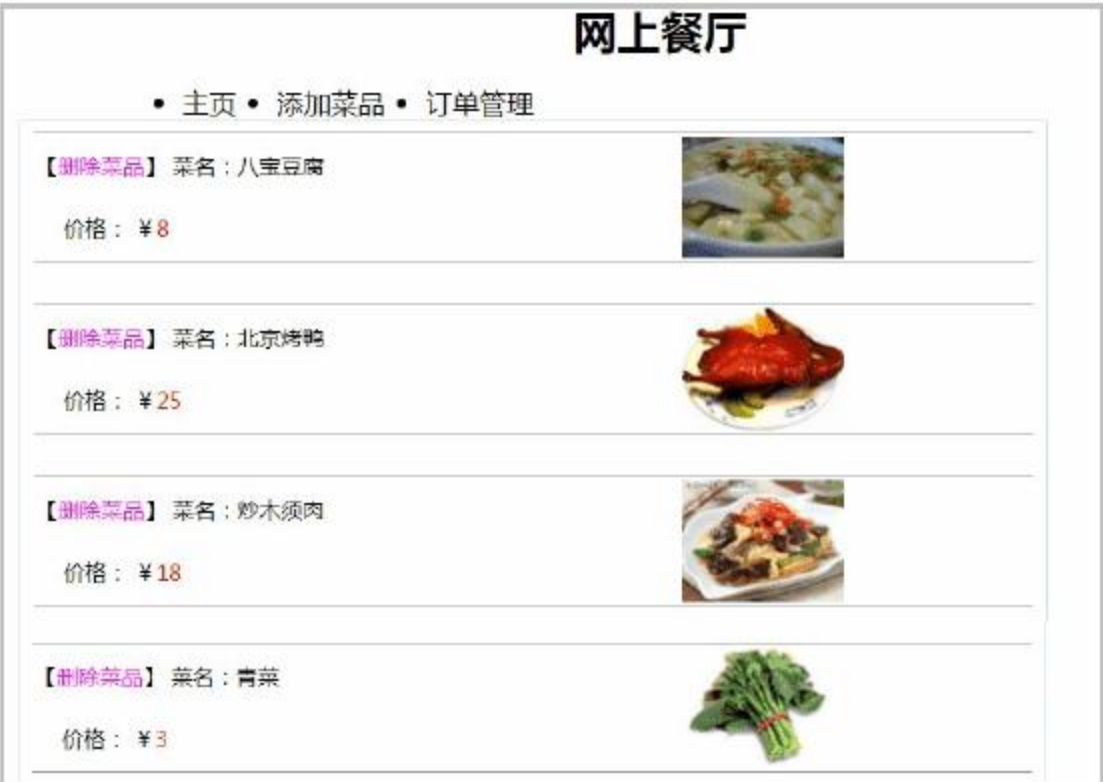 网上餐厅
• 主页 • 添加菜品 • 订单管理
【删除菜品】 菜名：八宝豆腐
价格： ￥8
【删除菜品】 菜名：北京烤鸭
价格： ￥25
【删除菜品】 菜名：炒木须肉
价格： ￥18
【删除菜品】 菜名：青菜
价格： ￥3